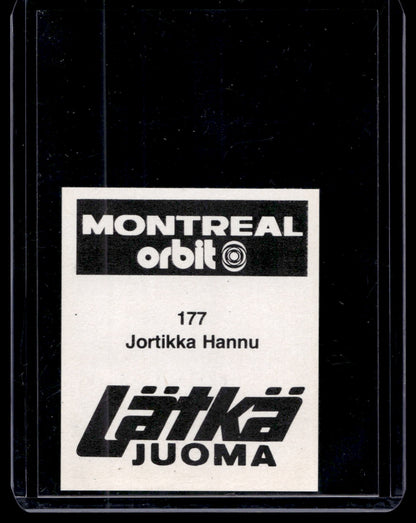 MONTREAL
orbit
177
Jortikka Hannu
Lätkä
JUOMA